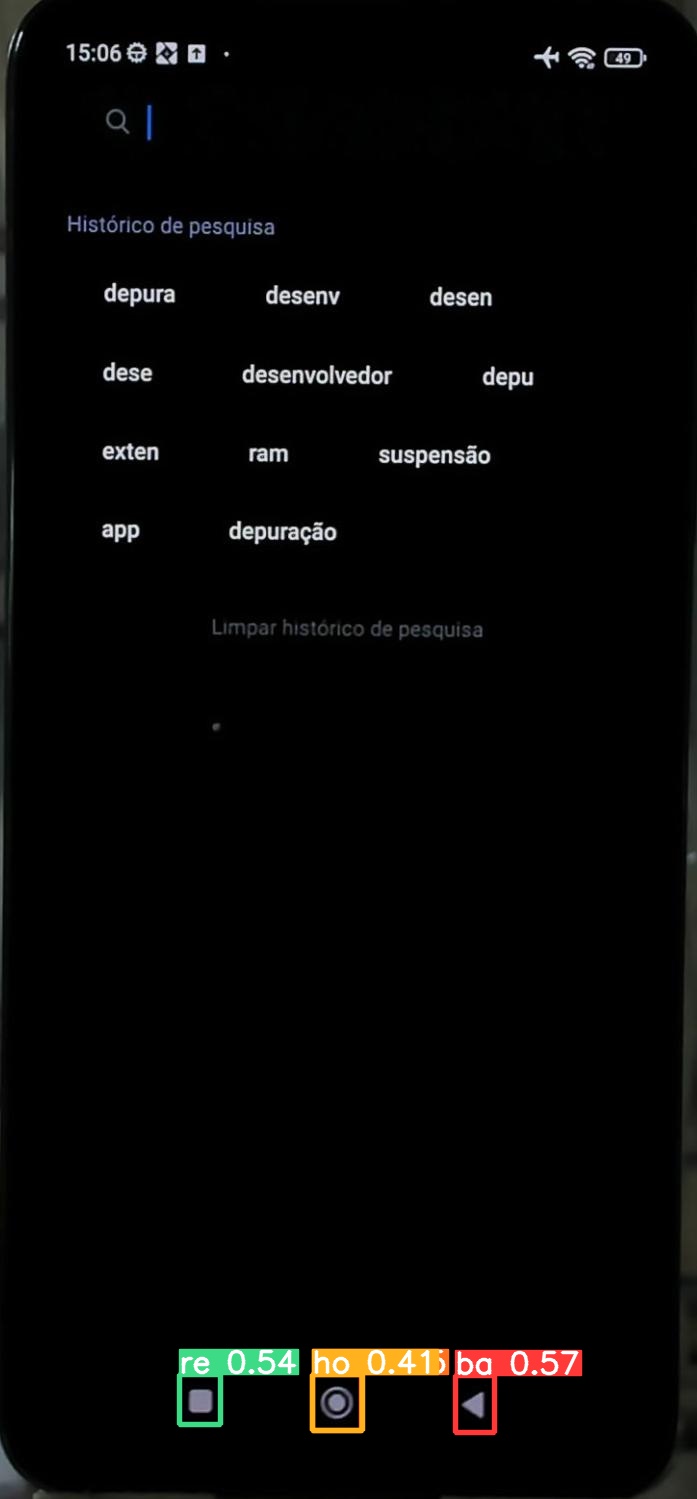 15:06 49
Histórico de pesquisa
depura desenv desen
dese desenvolvedor depu
exten ram suspensão
app depuração
Limpar histórico de pesquisa
re 0.54 ho 0.41 ba 0.57